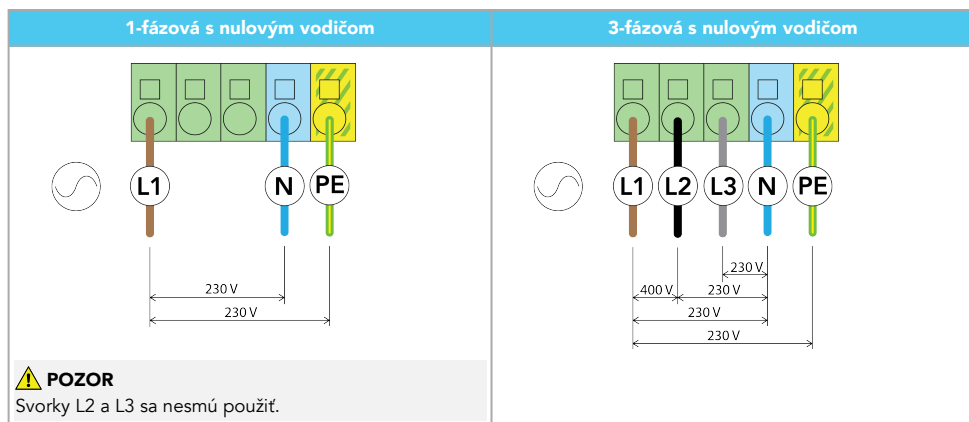 1-fázová s nulovým vodičom
L1 N PE
230 V
230 V
POZOR
Svorky L2 a L3 sa nesmú použiť.
3-fázová s nulovým vodičom
L1 L2 L3 N PE
230 V
400 V 230 V
230 V
230 V